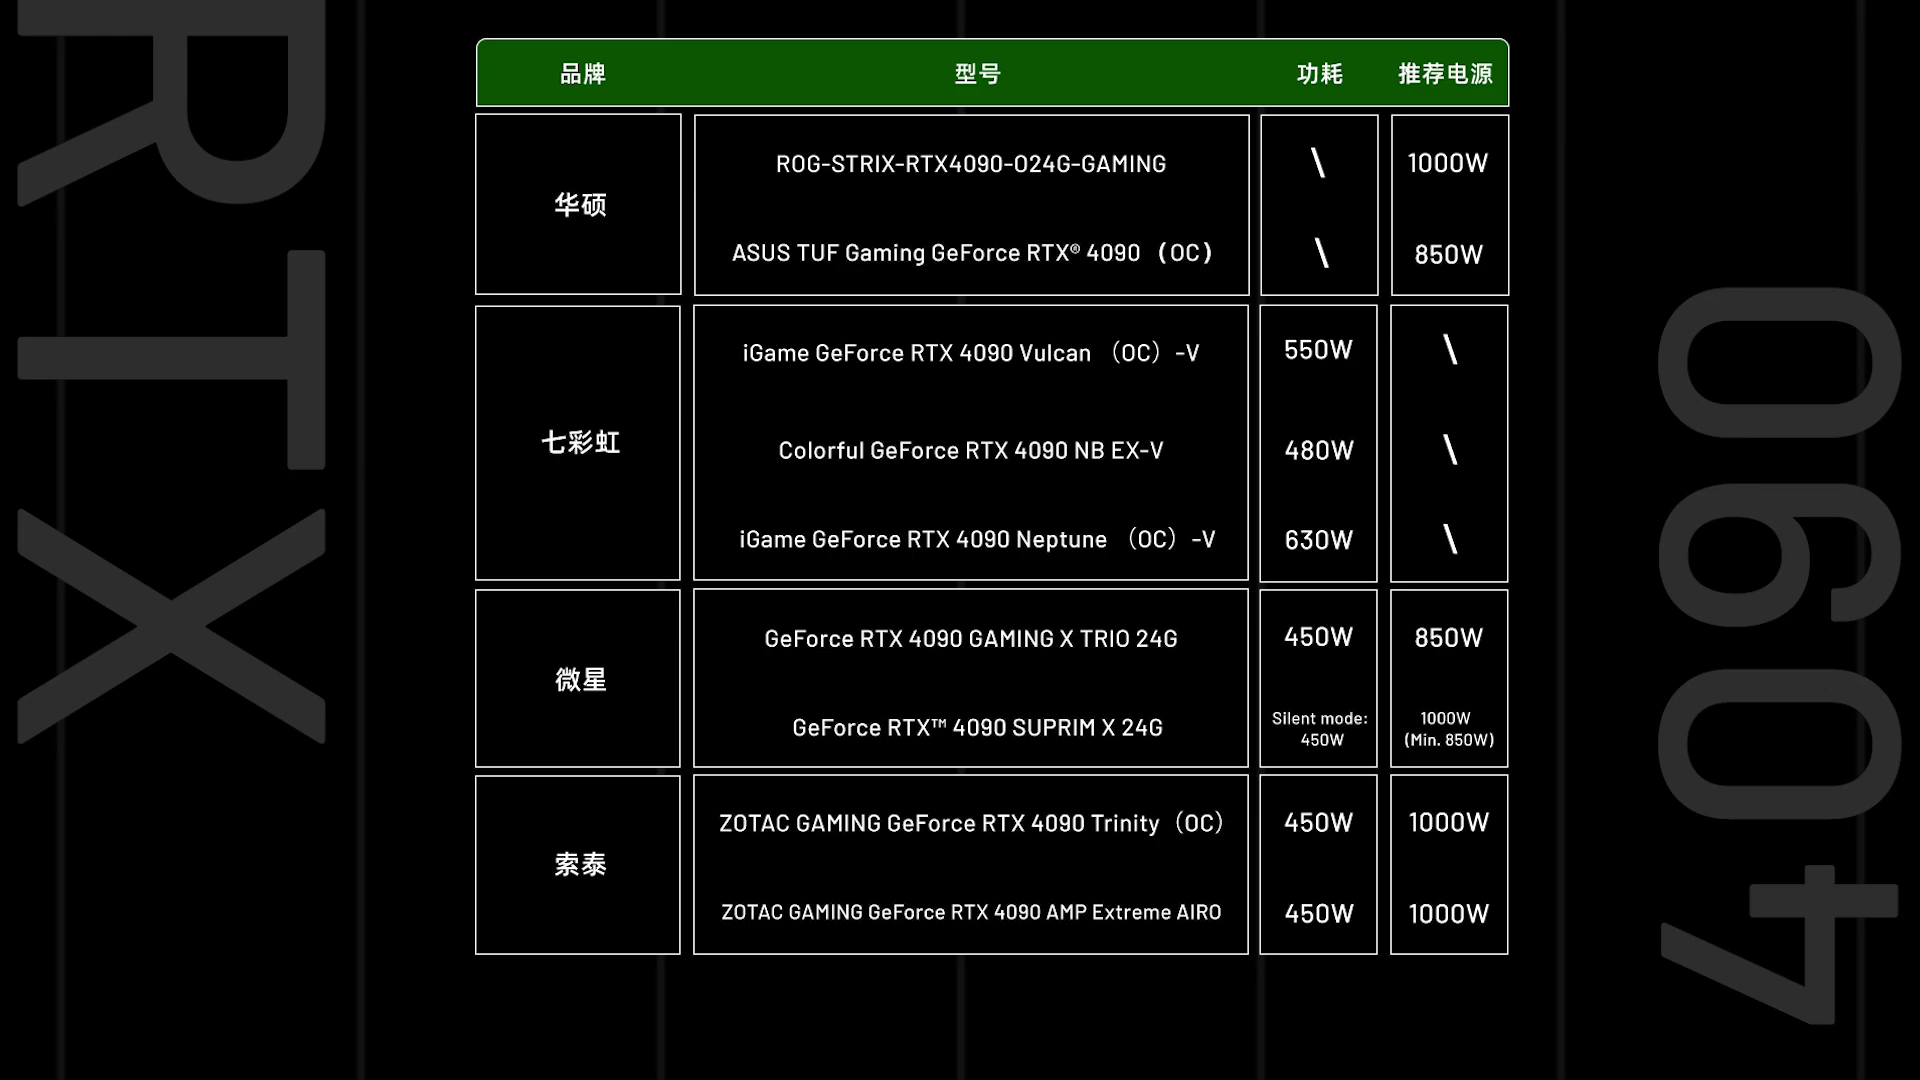 RTX
品牌 型号 功耗 推荐电源
华硕
ROG-STRIX-RTX4090-O24G-GAMING \ 1000W
ASUS TUF Gaming GeForce RTX® 4090 （OC） \ 850W
七彩虹
iGame GeForce RTX 4090 Vulcan （OC）-V 550W \
Colorful GeForce RTX 4090 NB EX-V 480W \
iGame GeForce RTX 4090 Neptune （OC）-V 630W \
微星
GeForce RTX 4090 GAMING X TRIO 24G 450W 850W
GeForce RTX™ 4090 SUPRIM X 24G
Silent mode:
450W
1000W
(Min. 850W)
索泰
ZOTAC GAMING GeForce RTX 4090 Trinity（OC） 450W 1000W
ZOTAC GAMING GeForce RTX 4090 AMP Extreme AIRO 450W 1000W
4090